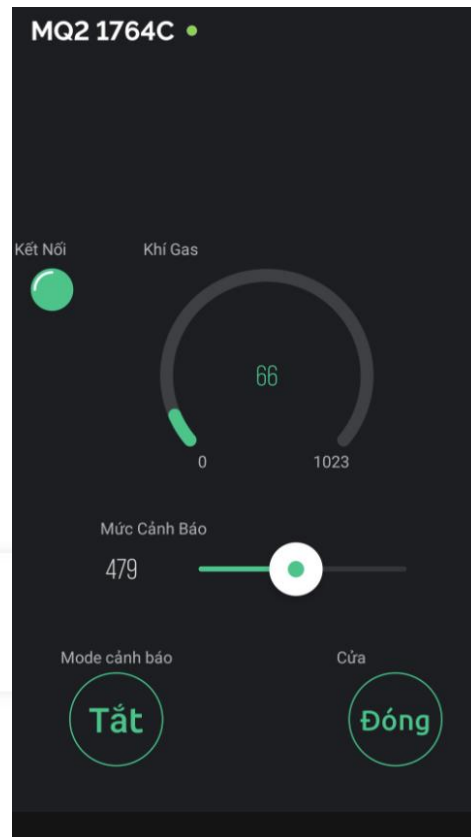 MQ2 1764C
Kết Nối
Khí Gas
66
0
1023
Mức Cảnh Báo
479
Mode cảnh báo
Cửa
Tắt
Đóng